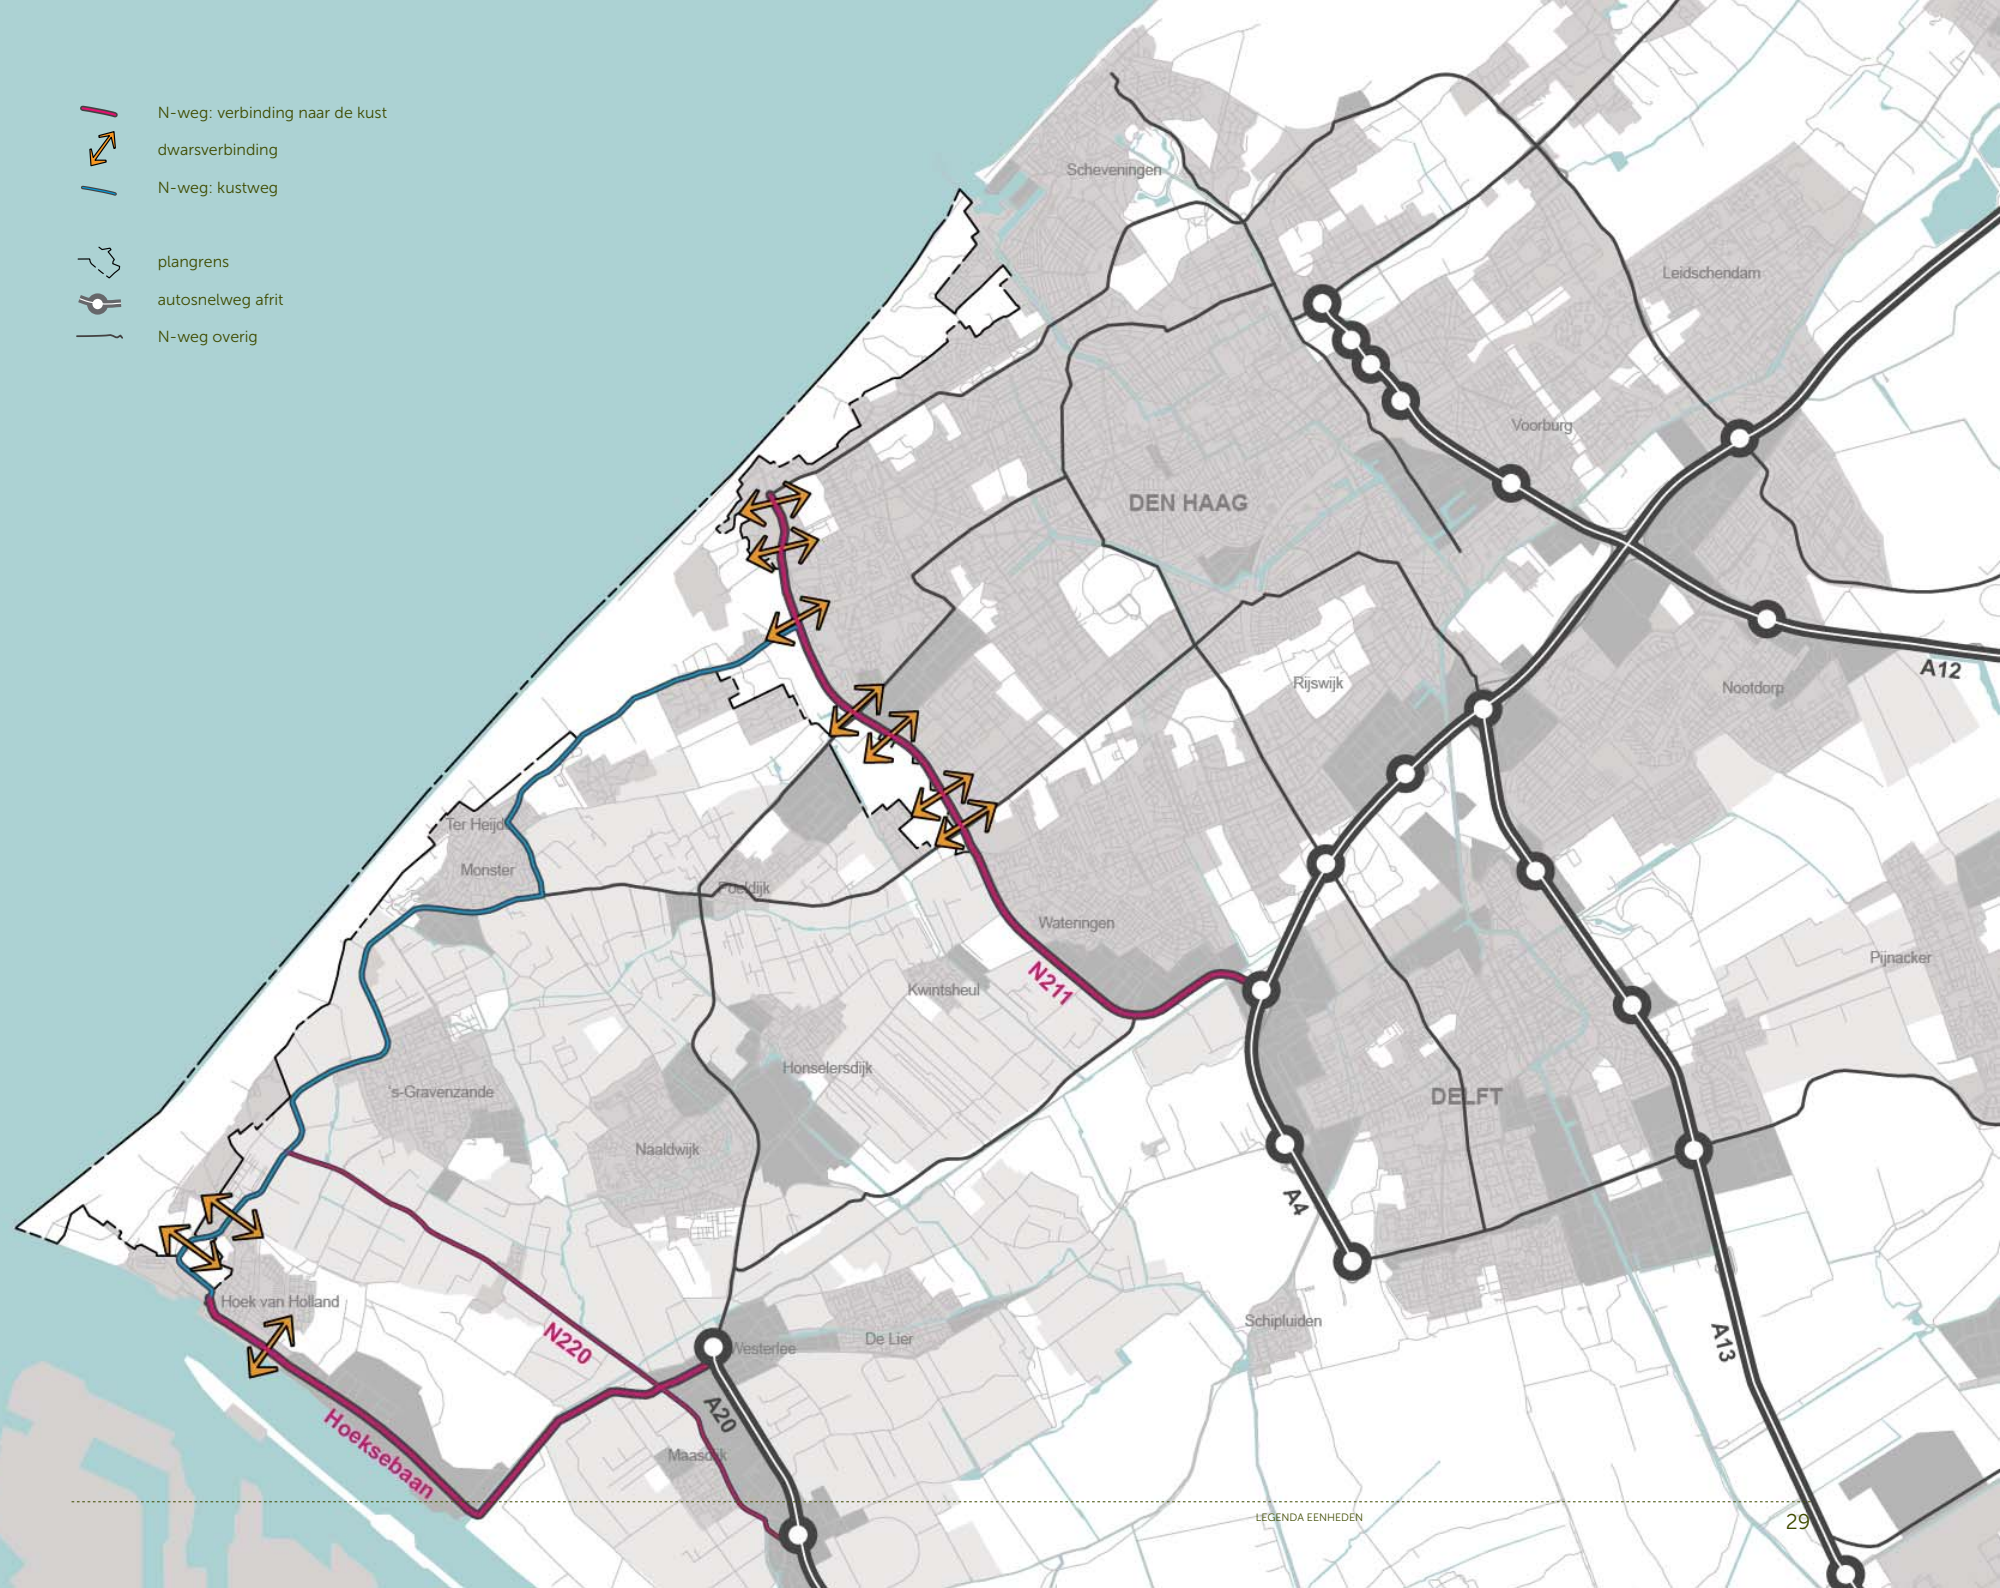 N-weg: verbinding naar de kust
dwarsverbinding
N-weg: kustweg
plangrens
autosnelweg afrit
N-weg overig
Scheveningen
Leidschendam
Voorburg
DEN HAAG
A12
Rijswijk
Nootdorp
Ter Heijde
Monster
Poeldijk
Wateringen
Pijnacker
N211
Kwintsheul
Honselersdijk
's-Gravenzande
DELFT
Naaldwijk
A4
Hoek van Holland
Schipluiden
N220
Westerlee
De Lier
A13
A20
Hoeksebaan
Maasdijk
LEGENDA EENHEDEN
29